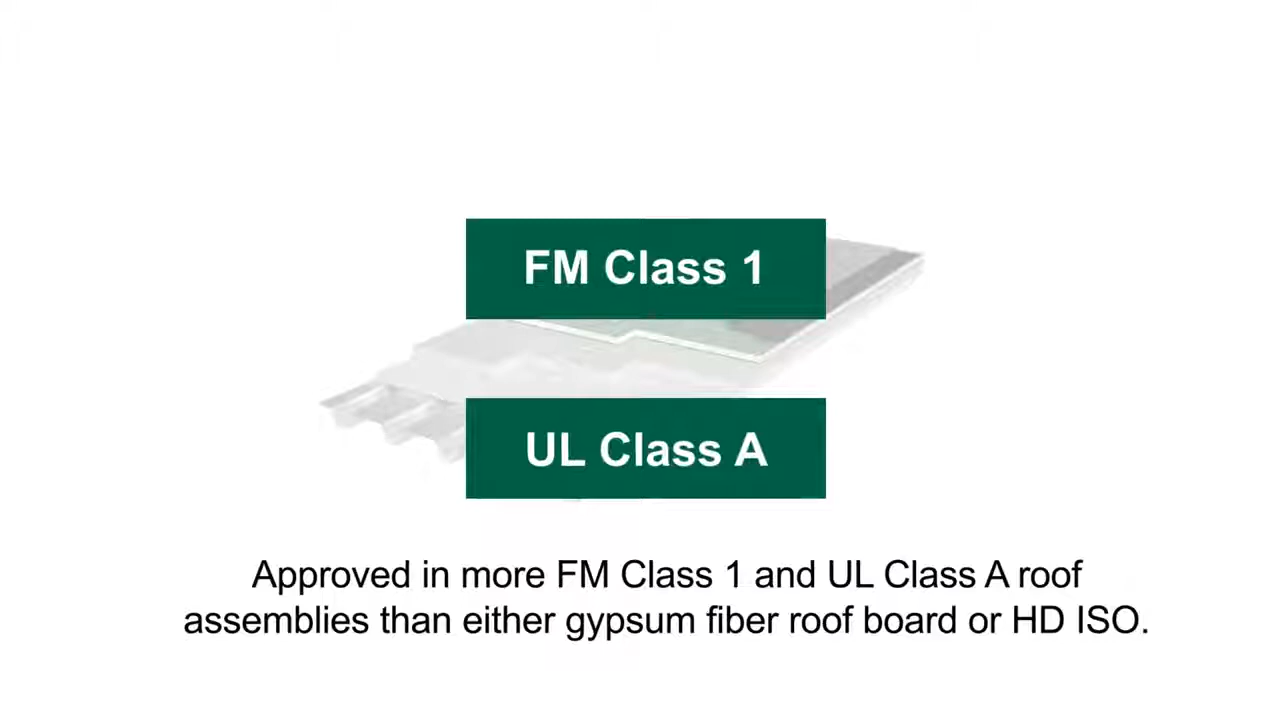 FM Class 1
UL Class A
Approved in more FM Class 1 and UL Class A roof
assemblies than either gypsum fiber roof board or HD ISO.